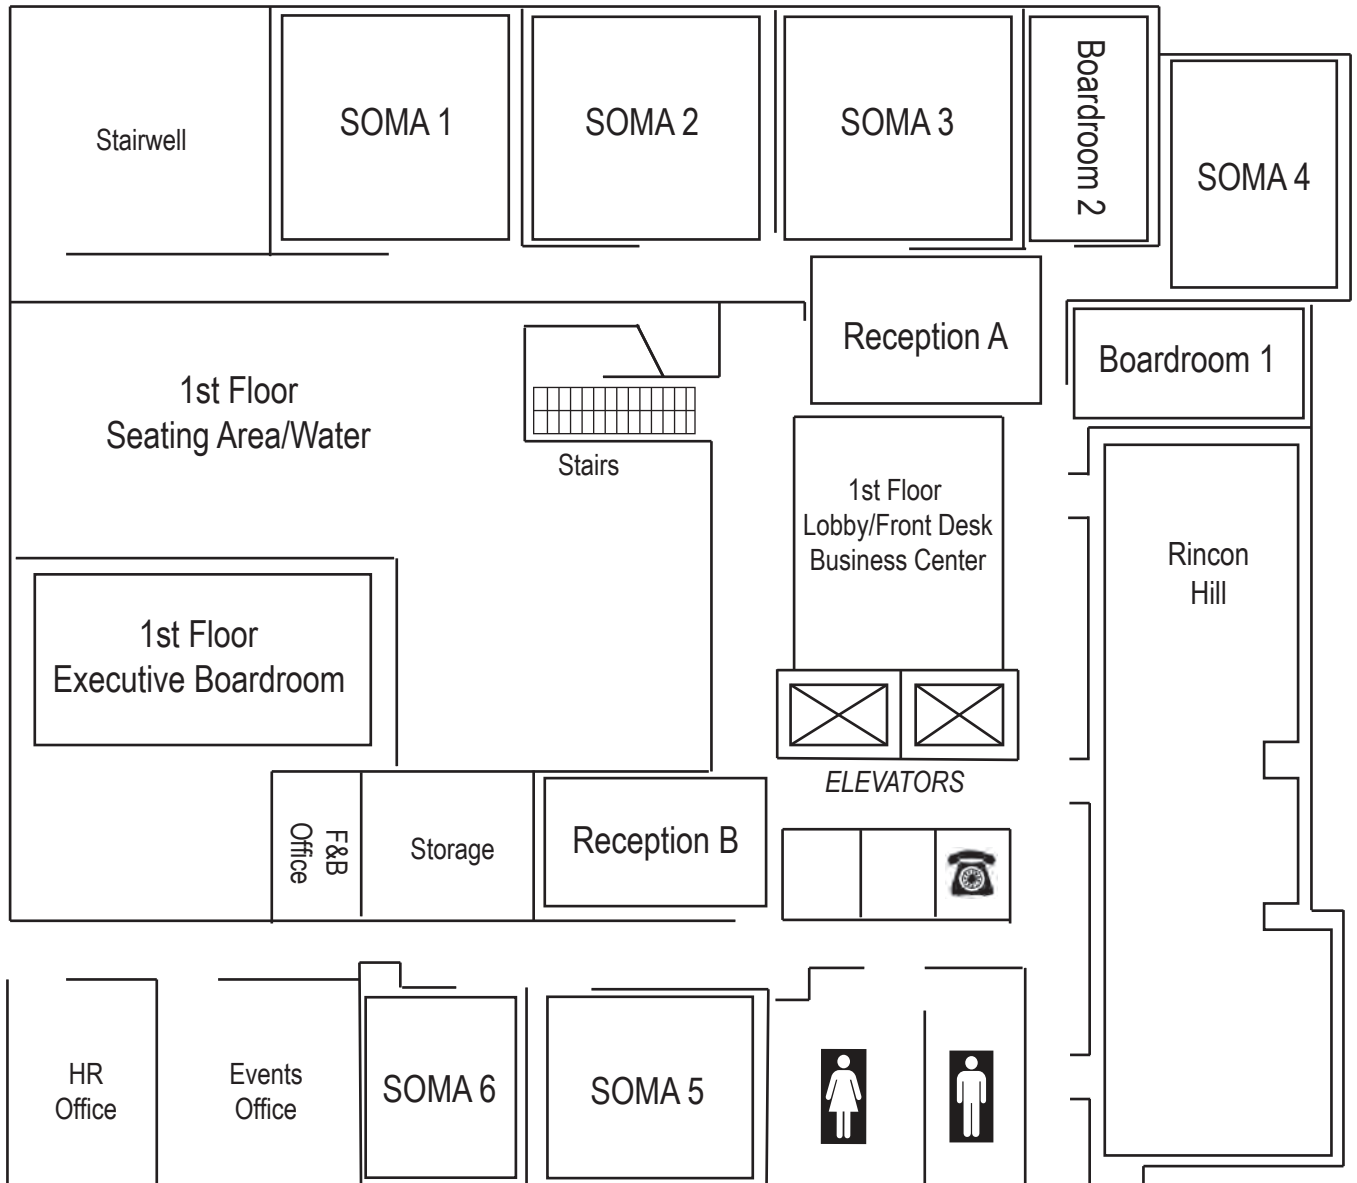 Stairwell
SOMA 1
SOMA 2
SOMA 3
Boardroom 2
SOMA 4
Reception A
Boardroom 1
1st Floor
Seating Area/Water
Stairs
1st Floor
Lobby/Front Desk
Business Center
Rincon
Hill
1st Floor
Executive Boardroom
ELEVATORS
F&B
Office
Storage
Reception B
HR
Office
Events
Office
SOMA 6
SOMA 5